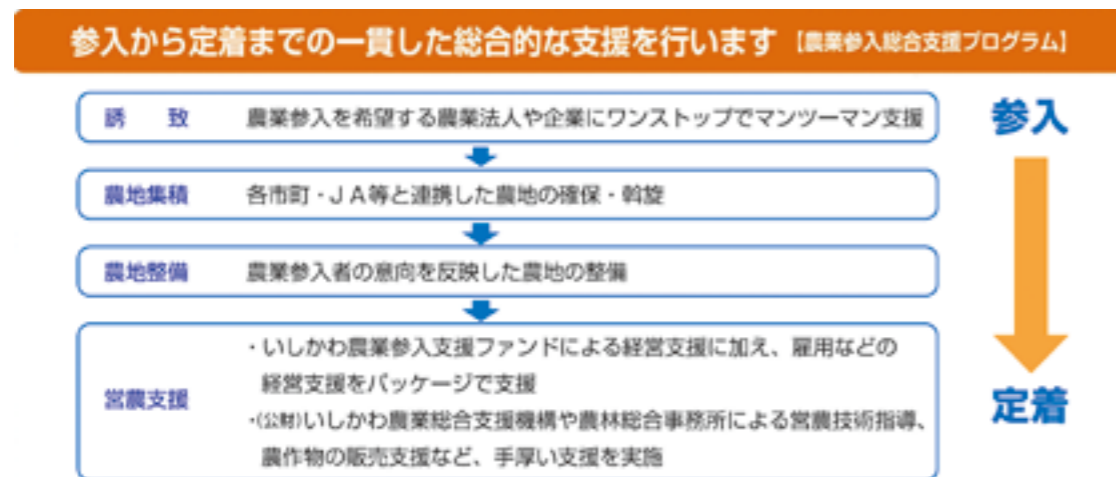 参入から定着までの一貫した総合的な支援を行います【農業参入総合支援プログラム】
誘　致　農業参入を希望する農業法人や企業にワンストップでマンツーマン支援
参入
農地集積　各市町・ＪＡ等と連携した農地の確保・斡旋
農地整備　農業参入者の意向を反映した農地の整備
営農支援
・いしかわ農業参入支援ファンドによる経営支援に加え、雇用などの
経営支援をパッケージで支援
・(公財)いしかわ農業総合支援機構や農林総合事務所による営農技術指導、
農作物の販売支援など、手厚い支援を実施
定着